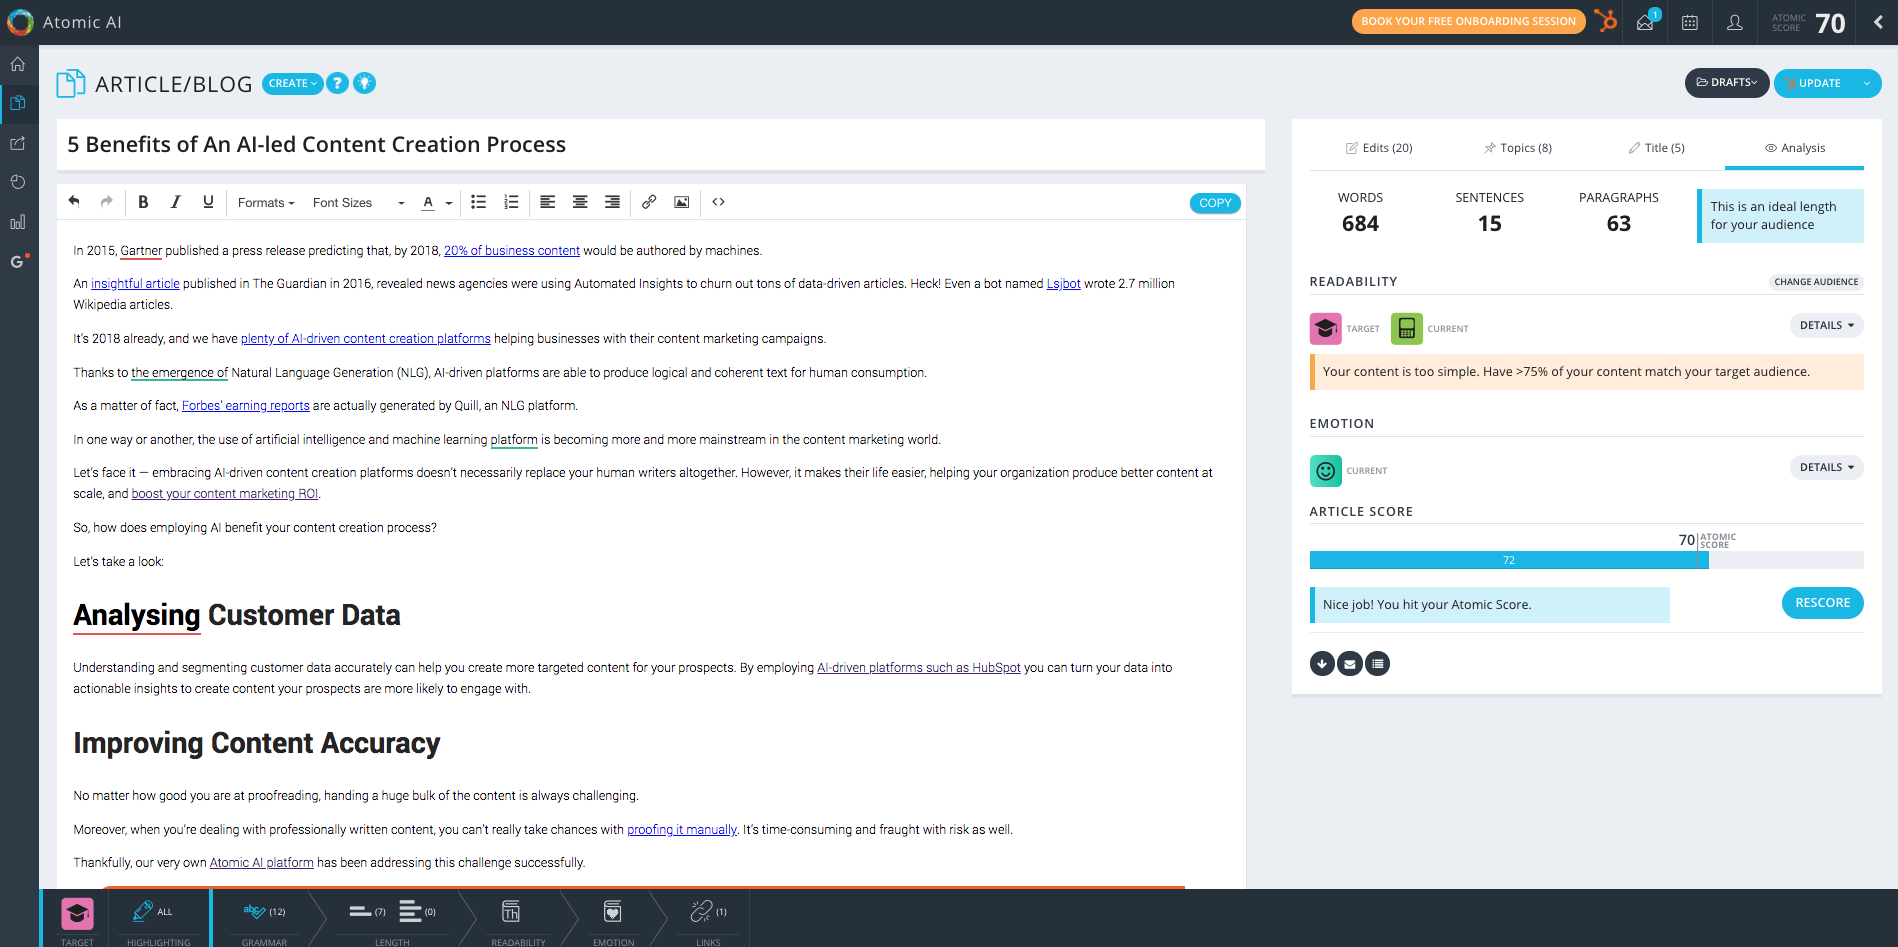 Atomic AI
BOOK YOUR FREE ONBOARDING SESSION
1
ATOMIC
SCORE
70
ARTICLE/BLOG
CREATE
?
DRAFTS
UPDATE
5 Benefits of An AI-led Content Creation Process
Edits (20)
Topics (8)
Title (5)
Analysis
B
I
U
Formats
Font Sizes
A
COPY
WORDS
684
SENTENCES
15
PARAGRAPHS
63
This is an ideal length
for your audience
In 2015, Gartner published a press release predicting that, by 2018, 20% of business content would be authored by machines.
An insightful article published in The Guardian in 2016, revealed news agencies were using Automated Insights to churn out tons of data-driven articles. Heck! Even a bot named Lsjbot wrote 2.7 million
Wikipedia articles.
It's 2018 already, and we have plenty of AI-driven content creation platforms helping businesses with their content marketing campaigns.
Thanks to the emergence of Natural Language Generation (NLG), AI-driven platforms are able to produce logical and coherent text for human consumption.
As a matter of fact, Forbes' earning reports are actually generated by Quill, an NLG platform.
In one way or another, the use of artificial intelligence and machine learning platform is becoming more and more mainstream in the content marketing world.
Let's face it — embracing AI-driven content creation platforms doesn't necessarily replace your human writers altogether. However, it makes their life easier, helping your organization produce better content at
scale, and boost your content marketing ROI.
So, how does employing AI benefit your content creation process?
Let's take a look:
Analysing Customer Data
Understanding and segmenting customer data accurately can help you create more targeted content for your prospects. By employing AI-driven platforms such as HubSpot you can turn your data into
actionable insights to create content your prospects are more likely to engage with.
Improving Content Accuracy
No matter how good you are at proofreading, handing a huge bulk of the content is always challenging.
Moreover, when you're dealing with professionally written content, you can't really take chances with proofing it manually. It's time-consuming and fraught with risk as well.
Thankfully, our very own Atomic AI platform has been addressing this challenge successfully.
READABILITY
CHANGE AUDIENCE
TARGET
CURRENT
DETAILS
Your content is too simple. Have >75% of your content match your target audience.
EMOTION
CURRENT
DETAILS
ARTICLE SCORE
70
ATOMIC
SCORE
72
Nice job! You hit your Atomic Score.
RESCORE
G
TARGET
ALL
HIGHLIGHTING
abc
(12)
GRAMMAR
(7)
(0)
LENGTH
Th
READABILITY
EMOTION
(1)
LINKS